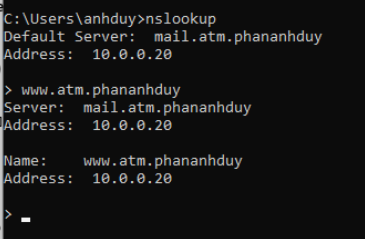 C:\Users\anhduy>nslookup
Default Server:  mail.atm.phananhduy
Address:  10.0.0.20
> www.atm.phananhduy
Server:  mail.atm.phananhduy
Address:  10.0.0.20
Name:    www.atm.phananhduy
Address:  10.0.0.20
>